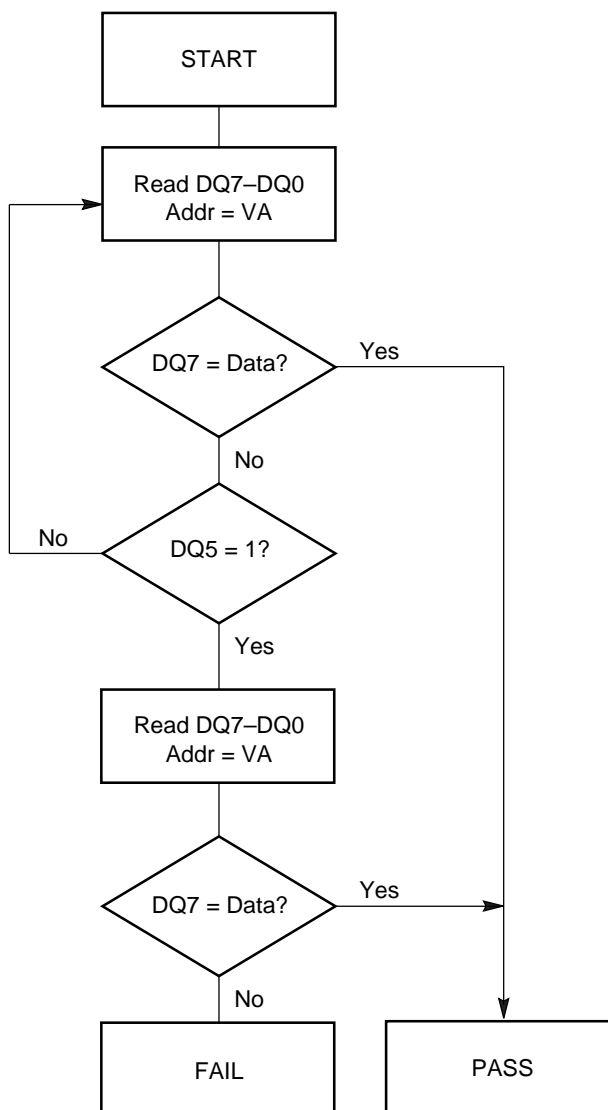 START
Read DQ7–DQ0
Addr = VA
DQ7 = Data?
Yes
No
No
DQ5 = 1?
Yes
Read DQ7–DQ0
Addr = VA
DQ7 = Data?
Yes
No
FAIL
PASS